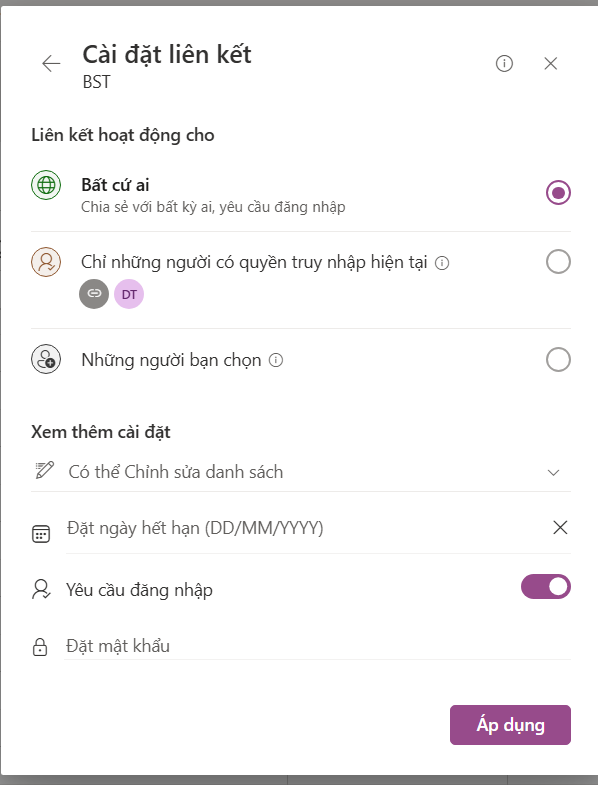 Cài đặt liên kết
BST
Liên kết hoạt động cho
Bất cứ ai
Chia sẻ với bất kỳ ai, yêu cầu đăng nhập
Chỉ những người có quyền truy nhập hiện tại
DT
Những người bạn chọn
Xem thêm cài đặt
Có thể Chỉnh sửa danh sách
Đặt ngày hết hạn (DD/MM/YYYY)
Yêu cầu đăng nhập
Đặt mật khẩu
Áp dụng